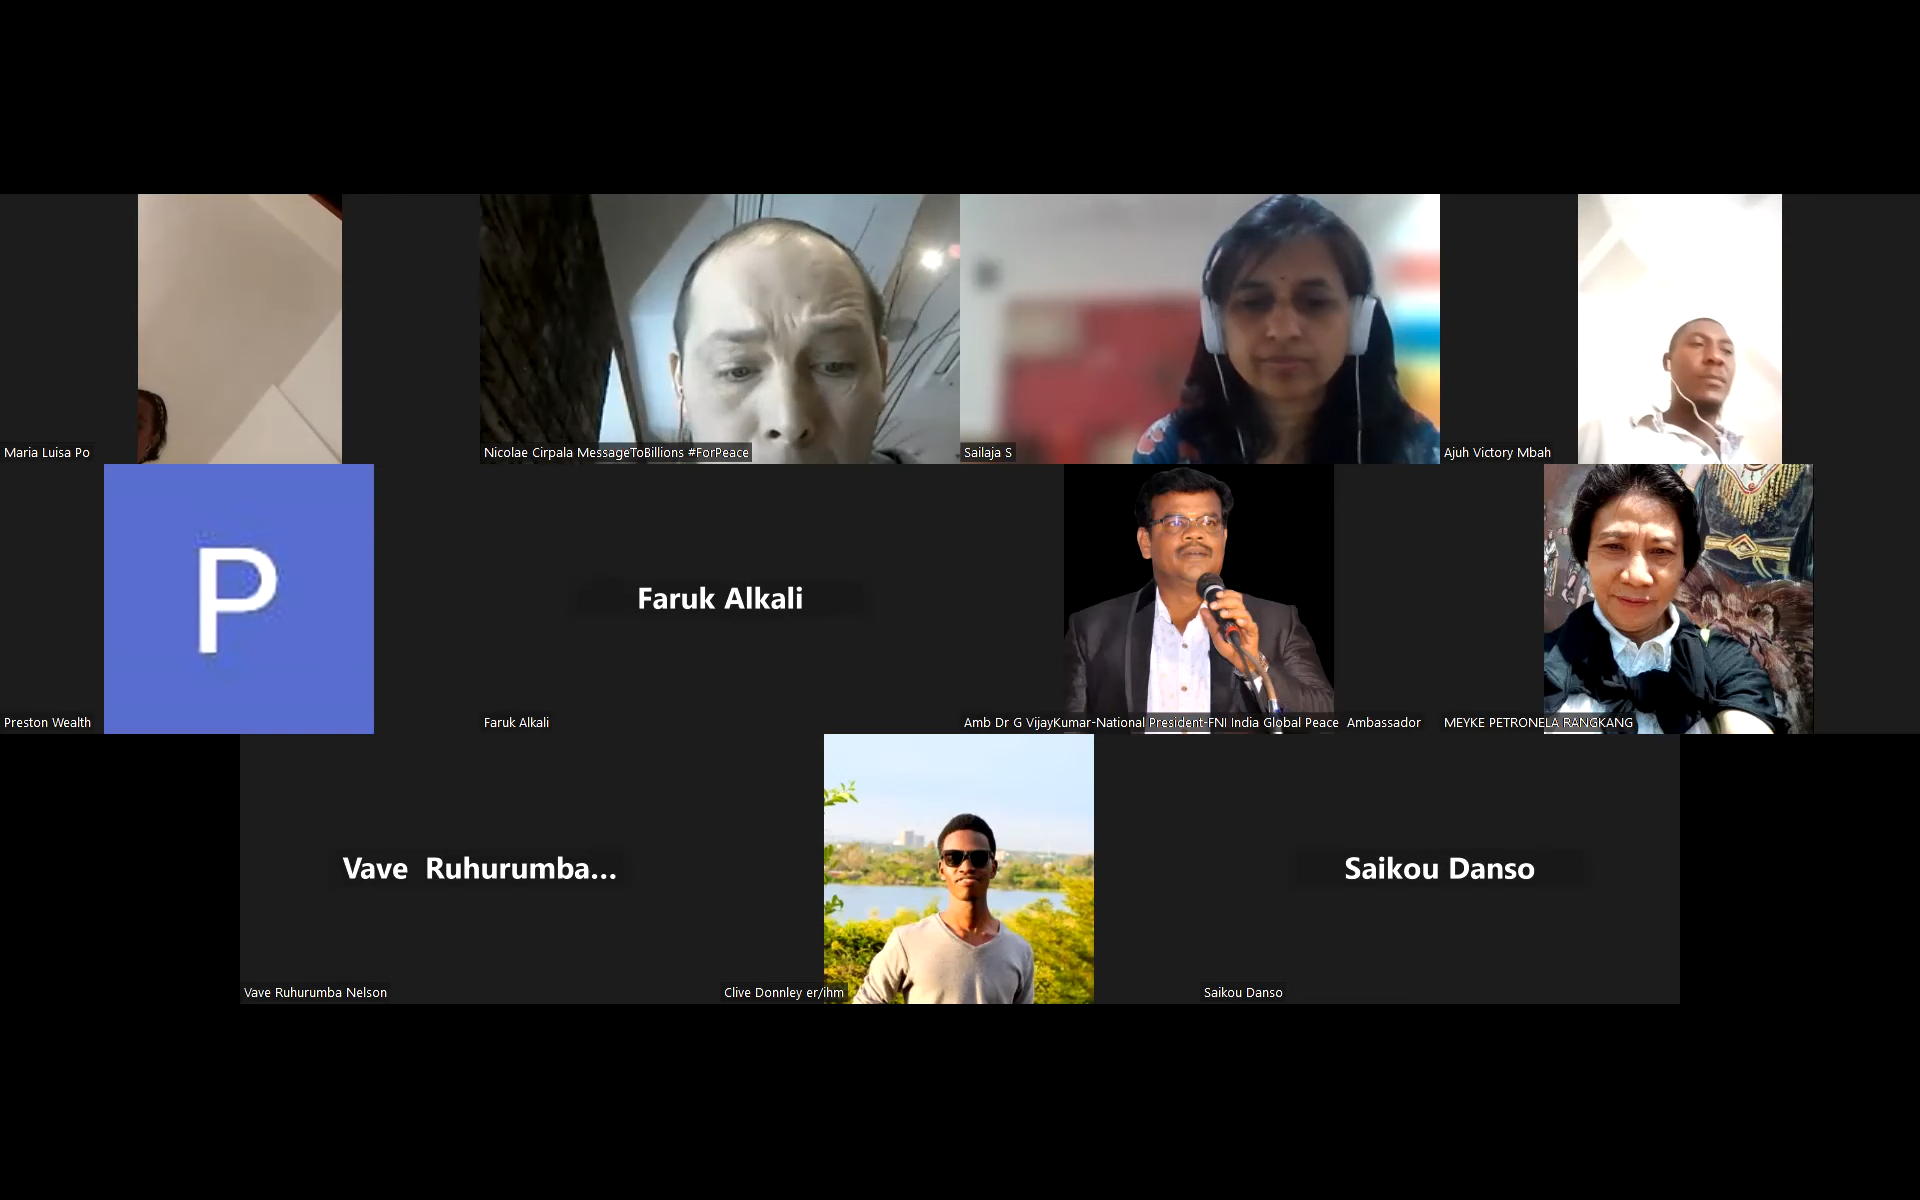 Maria Luisa Po
Nicolae Cirpala MessageToBillions #ForPeace
Sailaja S
Ajuh Victory Mbah
P
Preston Wealth
Faruk Alkali
Faruk Alkali
Amb Dr G VijayKumar-National President-FNI India Global Peace Ambassador
MEYKE PETRONELA RANGKANG
Vave Ruhurumba...
Vave Ruhurumba Nelson
Clive Donnley er/ihm
Saikou Danso
Saikou Danso